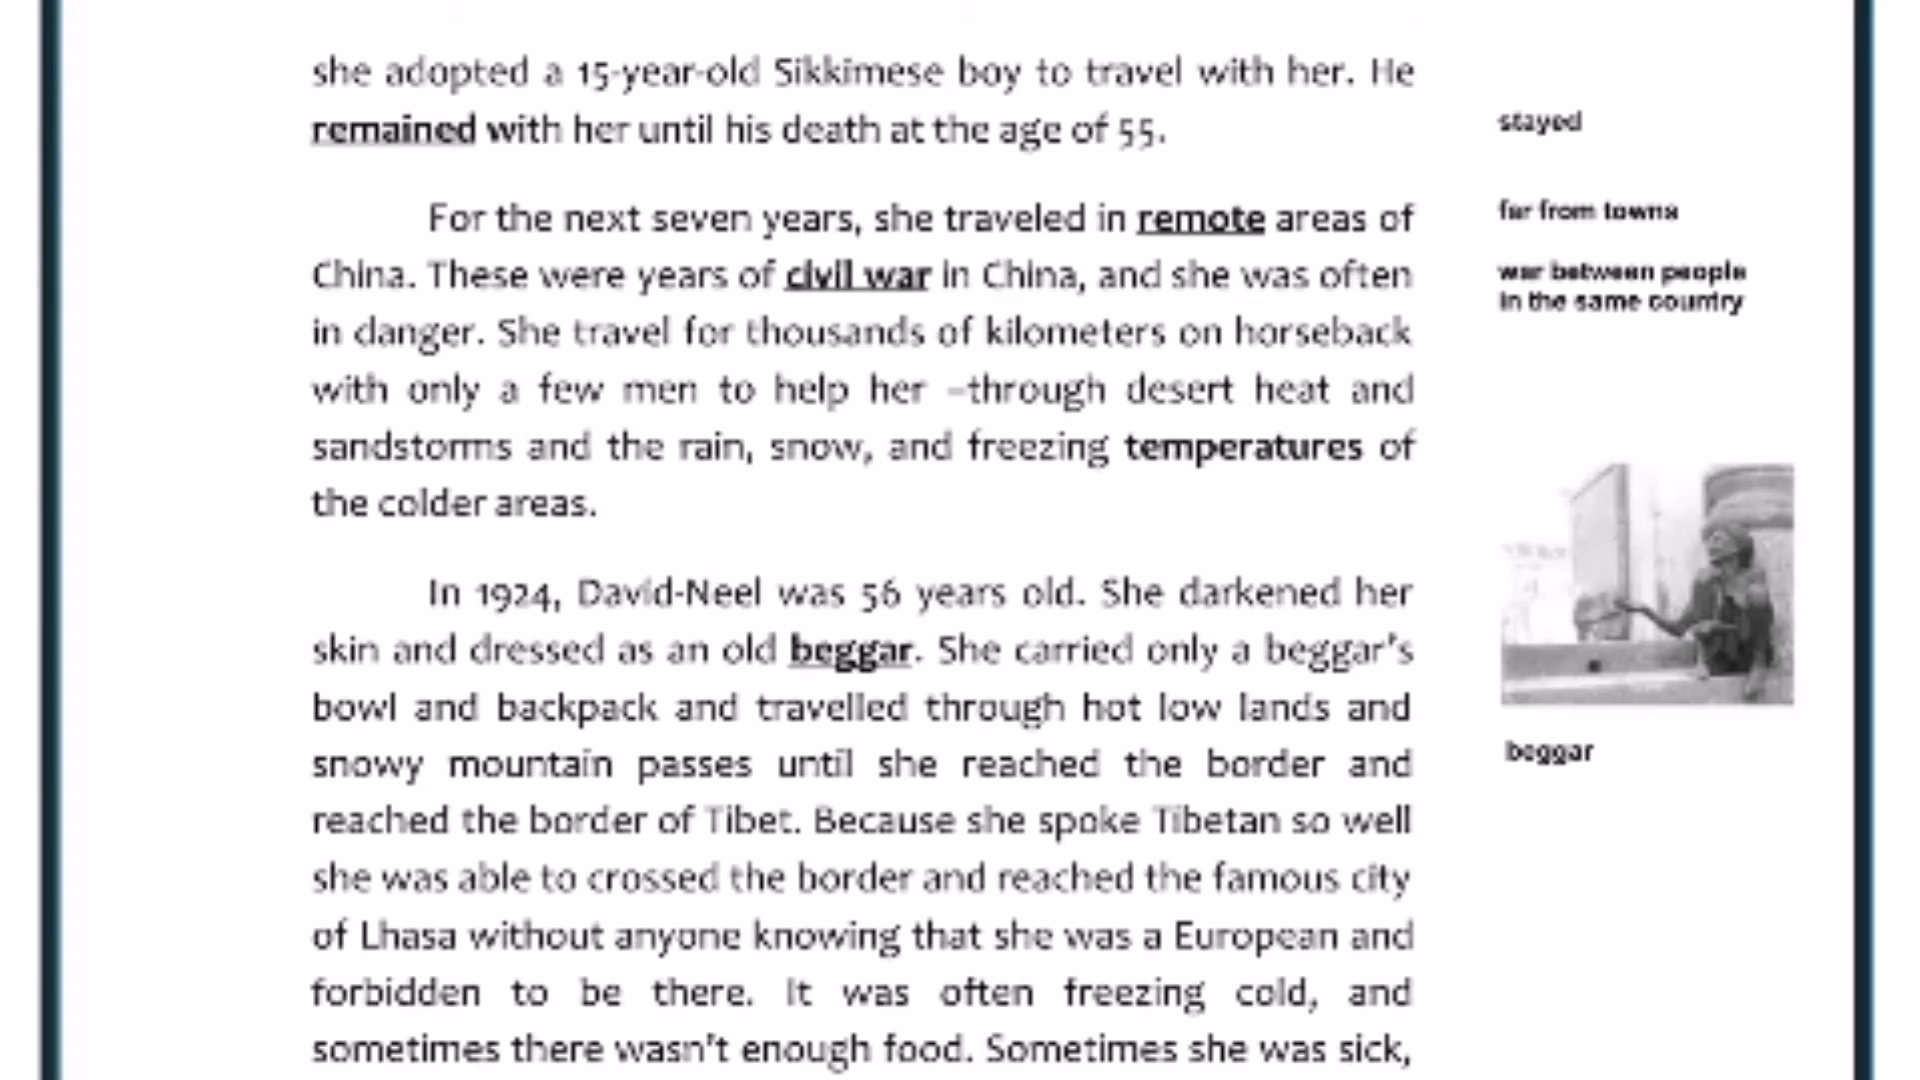 she adopted a 15-year-old Sikkimese boy to travel with her. He
remained with her until his death at the age of 55.
stayed
For the next seven years, she traveled in remote areas of
far from towns
China. These were years of civil war in China, and she was often
war between people
in the same country
in danger. She travel for thousands of kilometers on horseback
with only a few men to help her –through desert heat and
sandstorms and the rain, snow, and freezing temperatures of
the colder areas.
In 1924, David-Neel was 56 years old. She darkened her
skin and dressed as an old beggar. She carried only a beggar's
bowl and backpack and travelled through hot low lands and
snowy mountain passes until she reached the border and
beggar
reached the border of Tibet. Because she spoke Tibetan so well
she was able to crossed the border and reached the famous city
of Lhasa without anyone knowing that she was a European and
forbidden to be there. It was often freezing cold, and
sometimes there wasn't enough food. Sometimes she was sick,